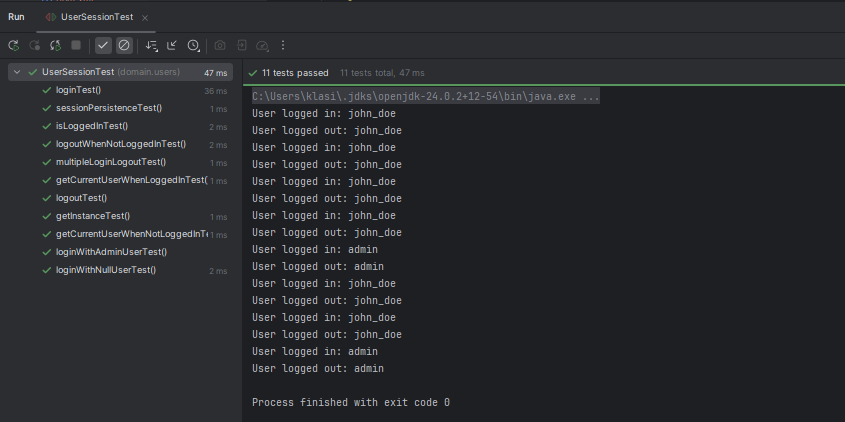 Run UserSessionTest
11 tests passed 11 tests total, 47 ms
UserSessionTest (domain.users) 47 ms
loginTest() 36 ms
sessionPersistenceTest() 1 ms
isLoggedInTest() 2 ms
logoutWhenNotLoggedInTest() 2 ms
multipleLoginLogoutTest() 1 ms
getCurrentUserWhenLoggedInTest( 1 ms
logoutTest()
getInstanceTest() 1 ms
getCurrentUserWhenNotLoggedInTe 1 ms
loginWithAdminUserTest()
loginWithNullUserTest() 2 ms
C:\Users\klasi\.jdks\openjdk-24.0.2+12-54\bin\java.exe ...
User logged in: john_doe
User logged out: john_doe
User logged in: john_doe
User logged out: john_doe
User logged in: john_doe
User logged out: john_doe
User logged in: john_doe
User logged out: john_doe
User logged in: admin
User logged out: admin
User logged in: john_doe
User logged out: john_doe
User logged in: john_doe
User logged out: john_doe
User logged in: admin
User logged out: admin
Process finished with exit code 0